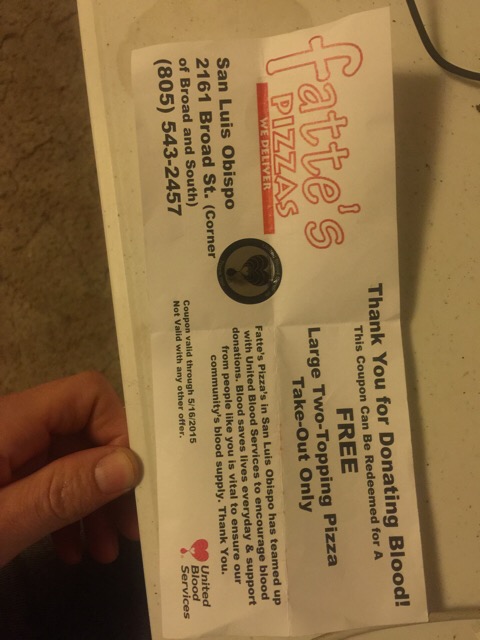 fatte's
PIZZAS
WE DELIVER
San Luis Obispo
2161 Broad St. (Corner
of Broad and South)
(805) 543-2457
Thank You for Donating Blood!
This Coupon Can Be Redeemed for A
FREE
Large Two-Topping Pizza
Take-Out Only
Fatte's Pizza's in San Luis Obispo has teamed up
with United Blood Services to encourage blood
donations. Blood saves lives everyday & support
from people like you is vital to ensure our
community's blood supply. Thank You.
Coupon valid through 5/16/2015
Not Valid with any other offer.
United
Blood
Services